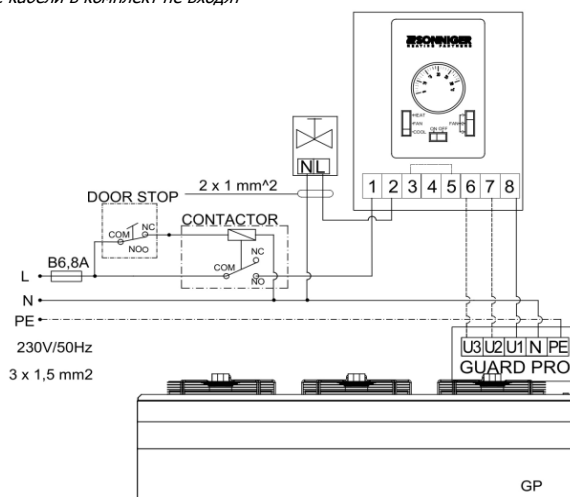 кабели в комплект не входят
SONNIGER
HEATING PARTNERS
HEAT
FAN
COOL
ON OFF
FAN
N L
1 2 3 4 5 6 7 8
2 x 1 mm^2
DOOR STOP
COM
NC
NO
CONTACTOR
NC
COM
NO
L
B6,8A
N
PE
230V/50Hz
3 x 1,5 mm2
U3 U2 U1 N PE
GUARD PRO
GP